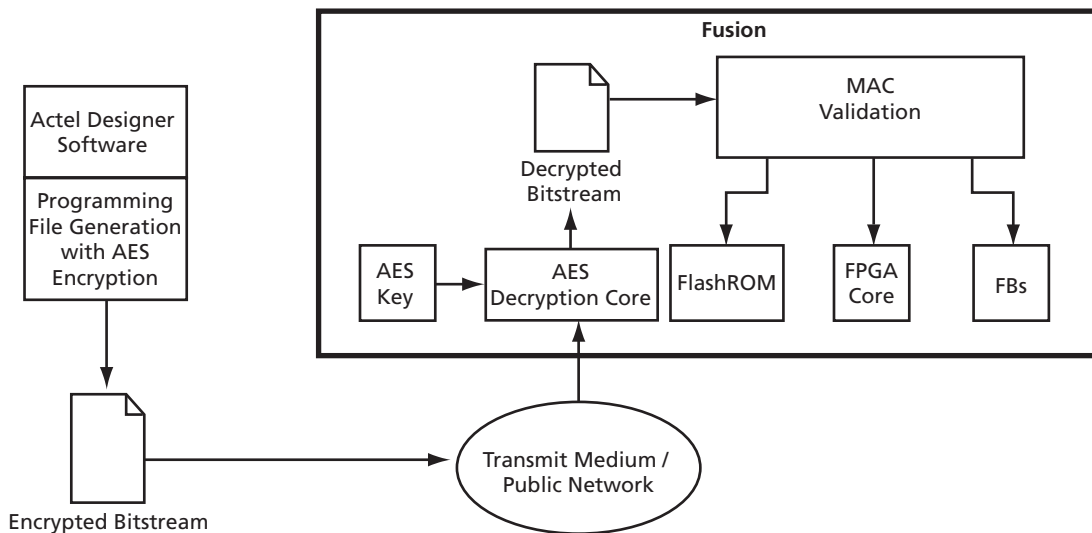 Fusion
Actel Designer
Software
Programming
File Generation
with AES
Encryption
Decrypted
Bitstream
MAC
Validation
AES
Key
AES
Decryption Core
FlashROM
FPGA
Core
FBs
Transmit Medium /
Public Network
Encrypted Bitstream